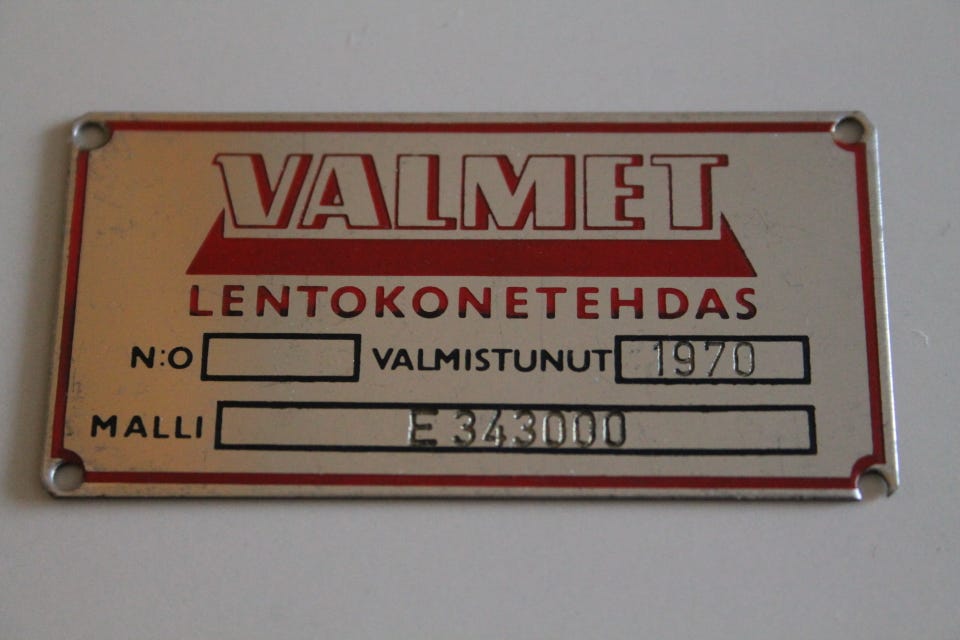 VALMET
LENTOKONETEHDAS
N:O VALMISTUNUT 1970
MALLI E 343000